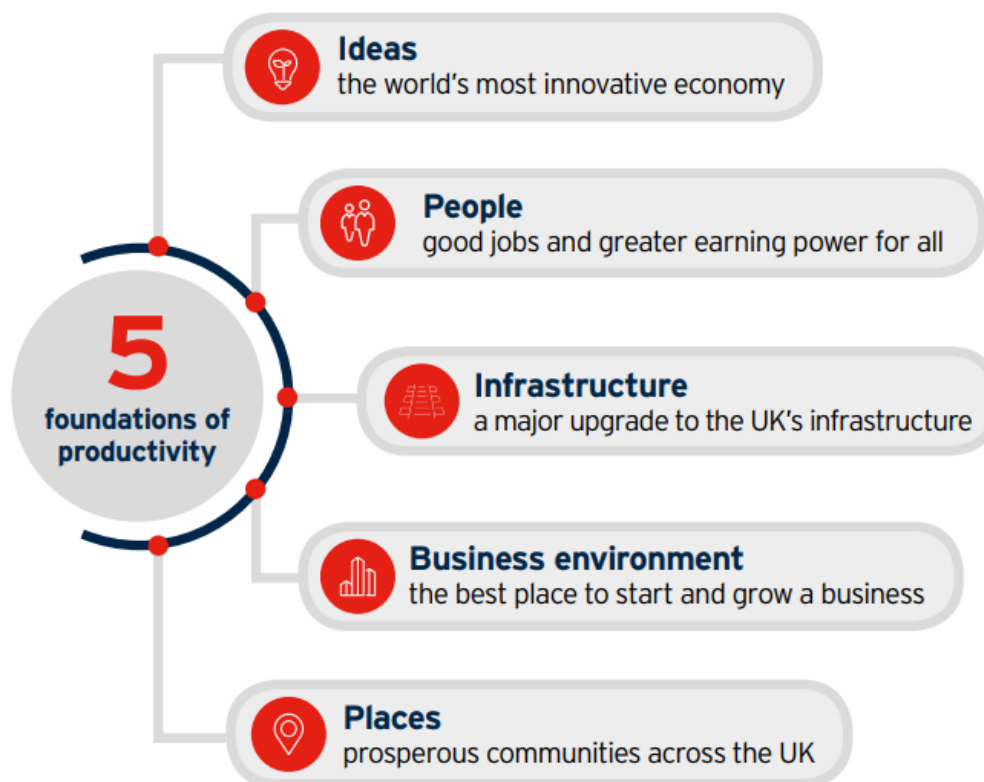 Ideas
the world's most innovative economy
People
good jobs and greater earning power for all
5
foundations of
productivity
Infrastructure
a major upgrade to the UK's infrastructure
Business environment
the best place to start and grow a business
Places
prosperous communities across the UK